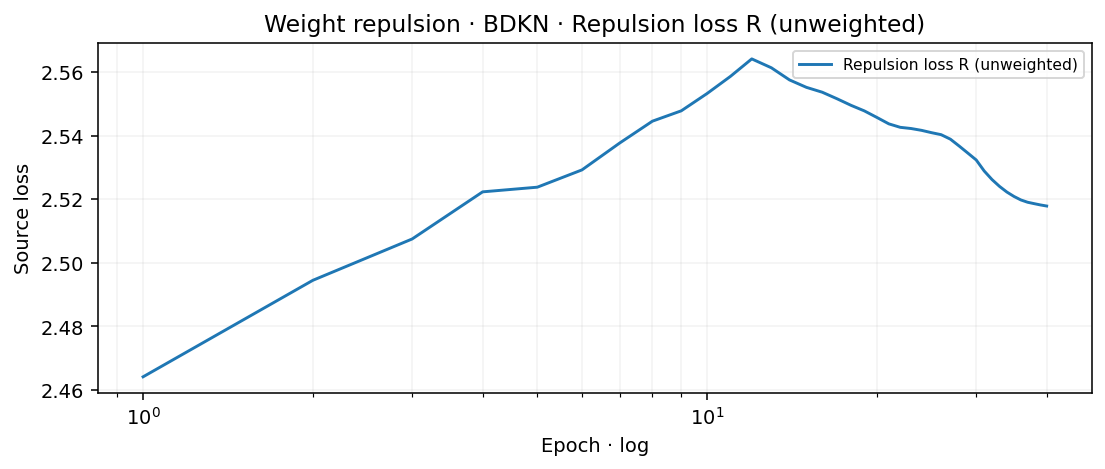 Weight repulsion · BDKN · Repulsion loss R (unweighted)
Repulsion loss R (unweighted)
Source loss
2.56
2.54
2.52
2.50
2.48
2.46
10⁰
10¹
Epoch · log